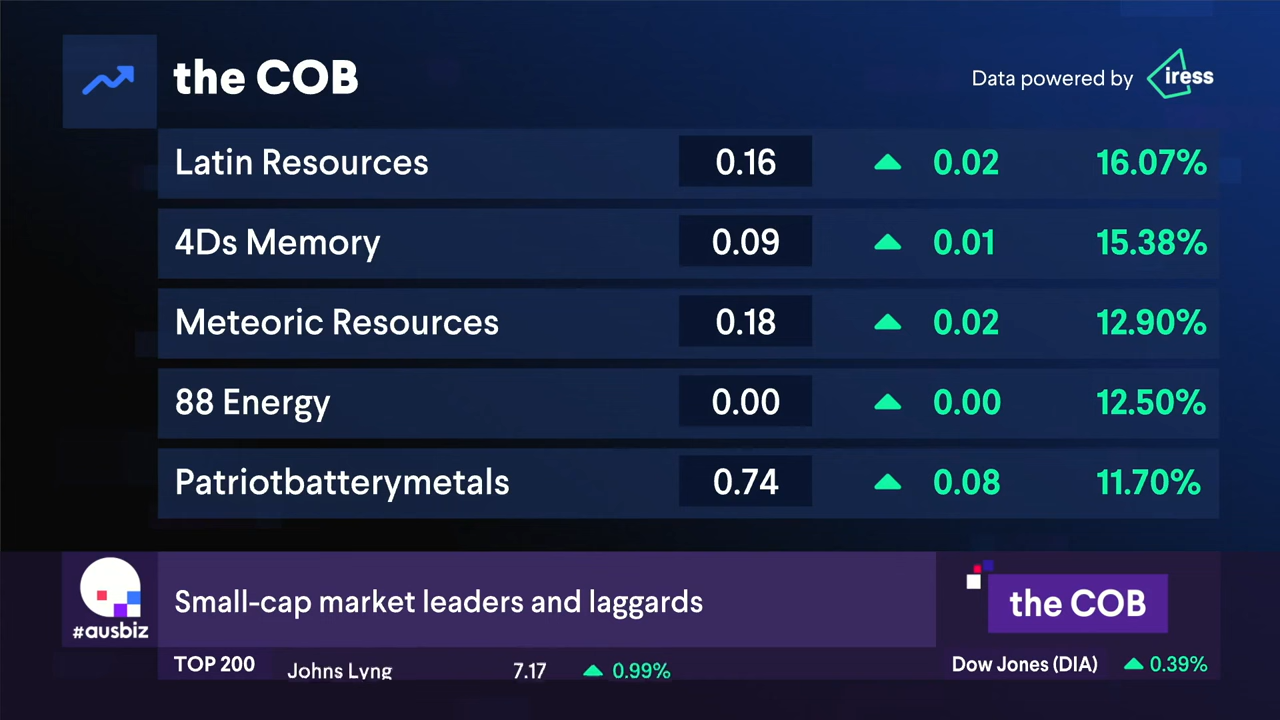 the COB
Data powered by iress
Latin Resources 0.16 ▲ 0.02 16.07%
4Ds Memory 0.09 ▲ 0.01 15.38%
Meteoric Resources 0.18 ▲ 0.02 12.90%
88 Energy 0.00 ▲ 0.00 12.50%
Patriotbatterymetals 0.74 ▲ 0.08 11.70%
#ausbiz
Small-cap market leaders and laggards
the COB
TOP 200 Johns Lyng 7.17 ▲ 0.99%
Dow Jones (DIA) ▲ 0.39%